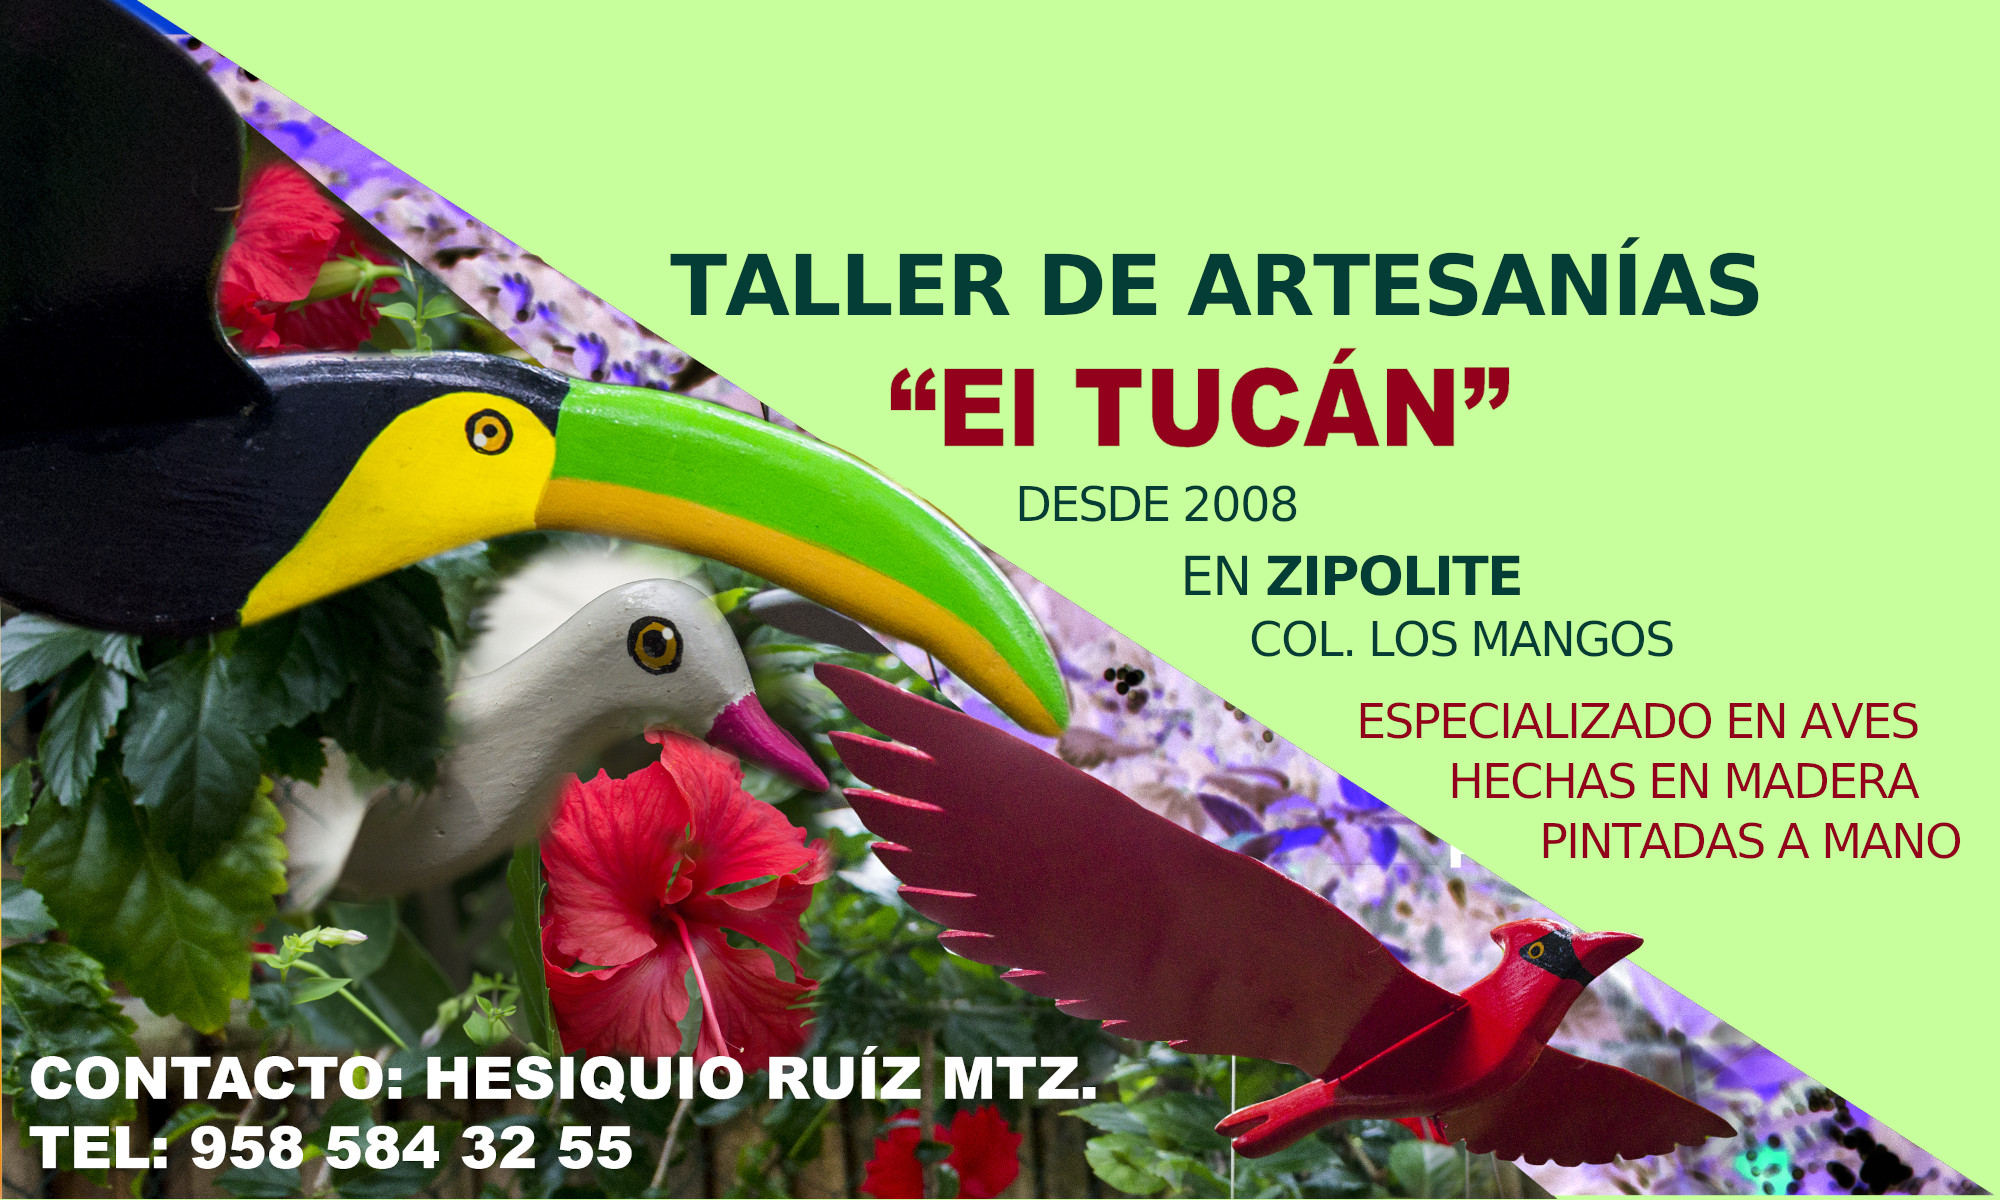 TALLER DE ARTESANÍAS
“El TUCÁN”
DESDE 2008
EN ZIPOLITE
COL. LOS MANGOS
ESPECIALIZADO EN AVES
HECHAS EN MADERA
PINTADAS A MANO
CONTACTO: HESIQUIO RUÍZ MTZ.
TEL: 958 584 32 55